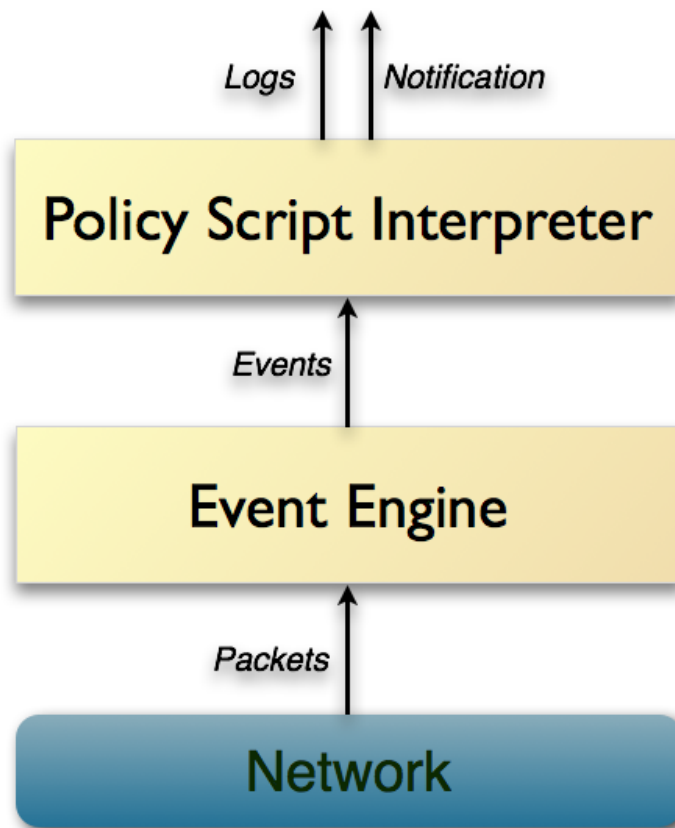 Logs Notification
Policy Script Interpreter
Events
Event Engine
Packets
Network